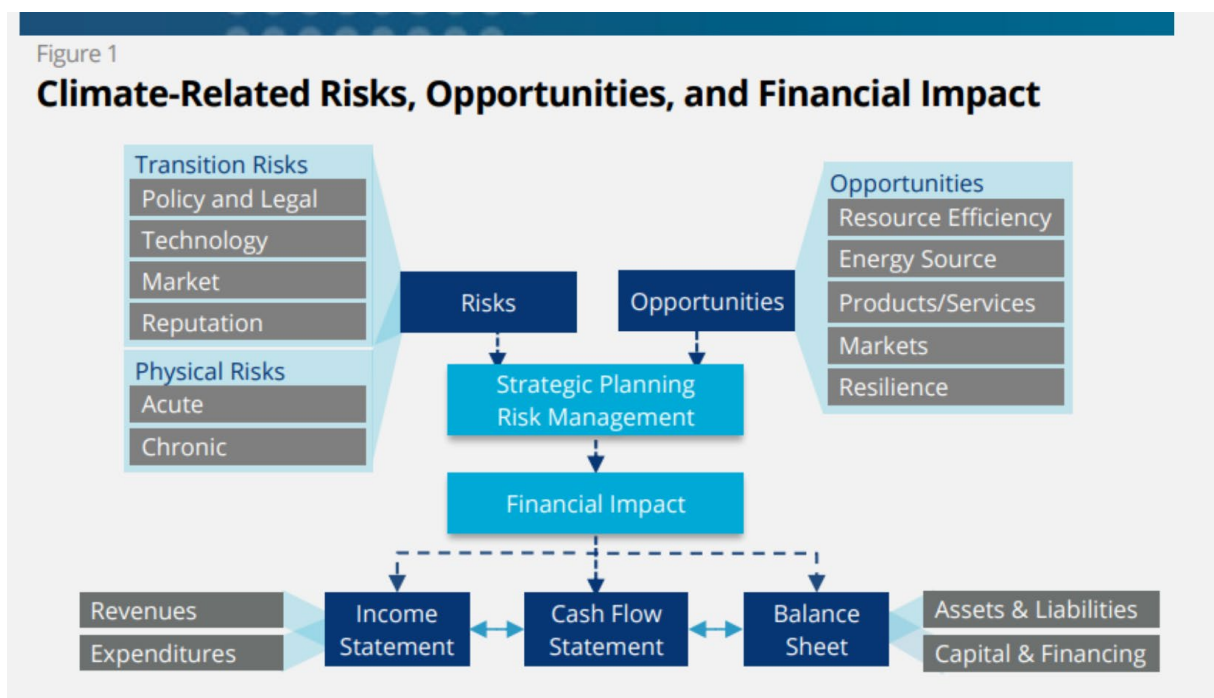 Figure 1
Climate-Related Risks, Opportunities, and Financial Impact
Transition Risks
Policy and Legal
Technology
Market
Reputation
Physical Risks
Acute
Chronic
Risks
Opportunities
Opportunities
Resource Efficiency
Energy Source
Products/Services
Markets
Resilience
Strategic Planning
Risk Management
Financial Impact
Revenues
Expenditures
Income
Statement
Cash Flow
Statement
Balance
Sheet
Assets & Liabilities
Capital & Financing